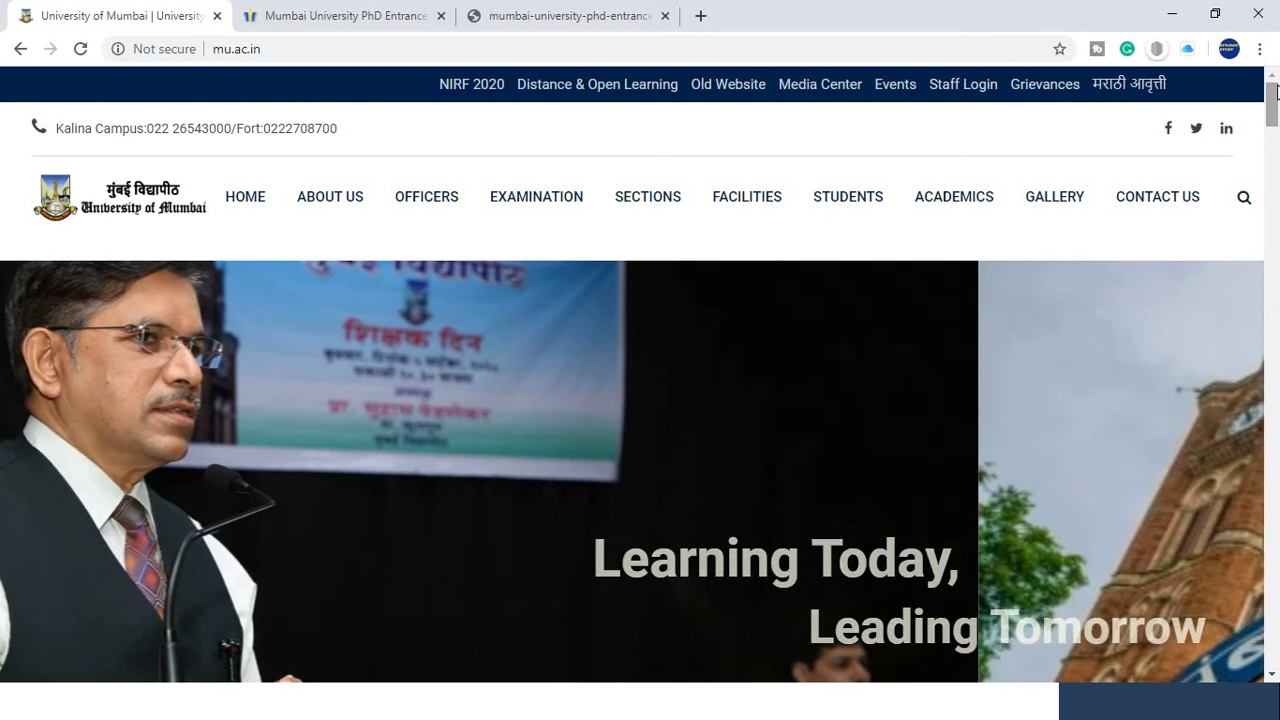 University of Mumbai | University
Mumbai University PhD Entrance
mumbai-university-phd-entrance
Not secure
mu.ac.in
NIRF 2020
Distance & Open Learning
Old Website
Media Center
Events
Staff Login
Grievances
मराठी आवृत्ती
Kalina Campus:022 26543000/Fort:0222708700
मुंबई विद्यापीठ
University of Mumbai
HOME
ABOUT US
OFFICERS
EXAMINATION
SECTIONS
FACILITIES
STUDENTS
ACADEMICS
GALLERY
CONTACT US
मुंबई विद्यापीठ
शिक्षक दिन
Learning Today,
Leading Tomorrow